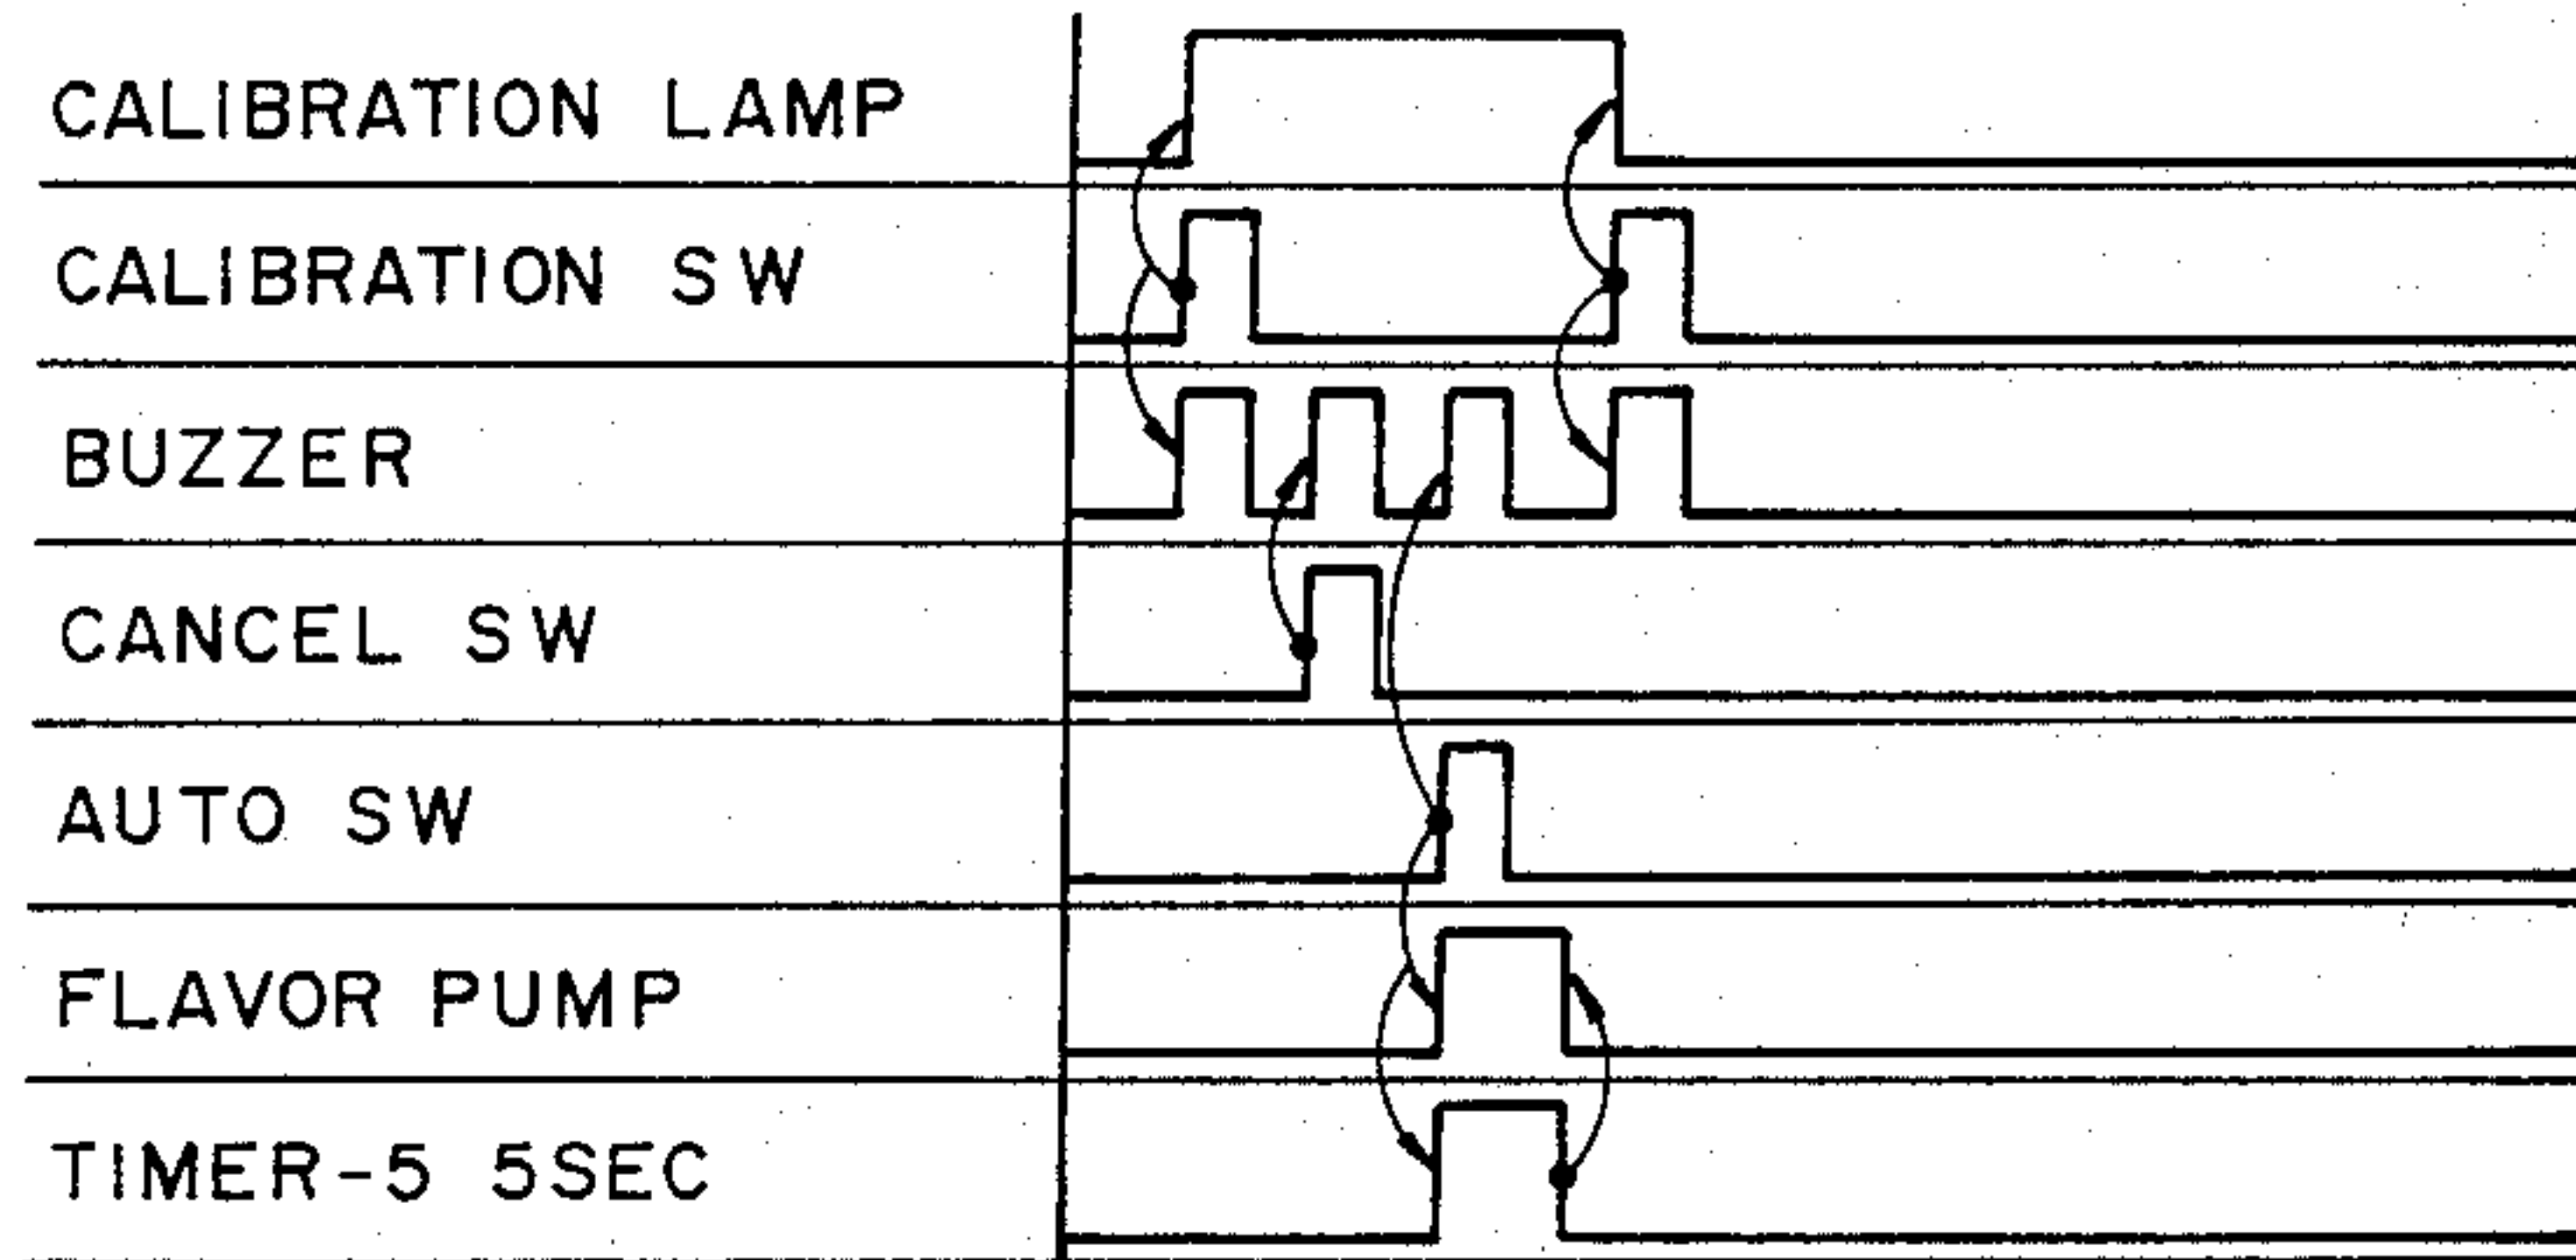 CALIBRATION LAMP
CALIBRATION SW
BUZZER
CANCEL SW
AUTO SW
FLAVOR PUMP
TIMER-5 5SEC